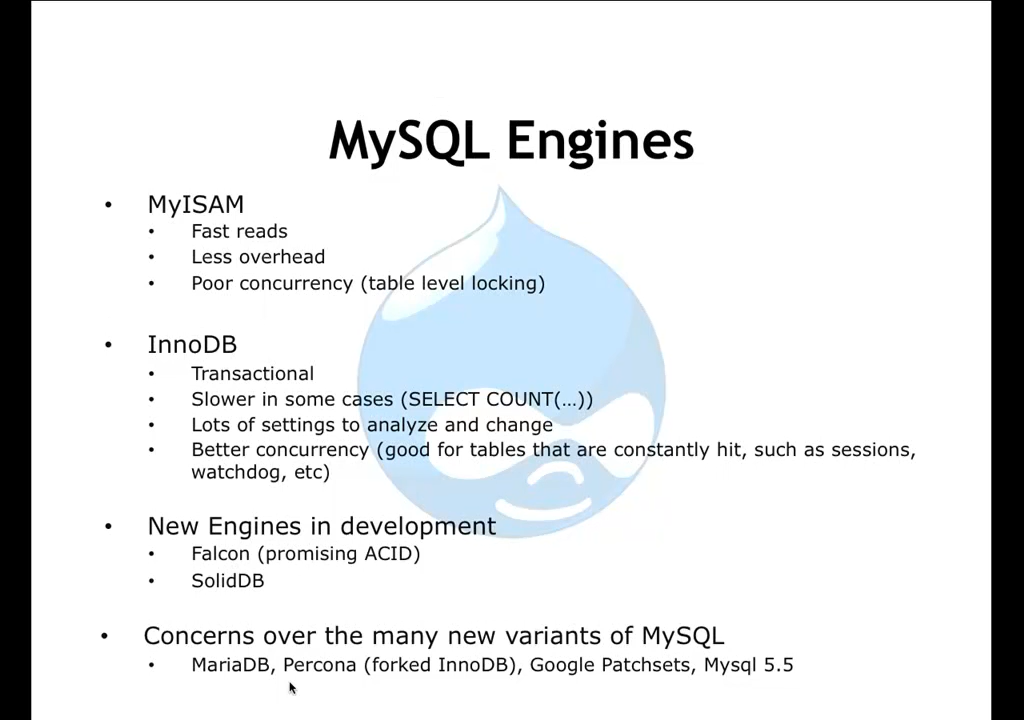 MySQL Engines
• MyISAM
• Fast reads
• Less overhead
• Poor concurrency (table level locking)
• InnoDB
• Transactional
• Slower in some cases (SELECT COUNT(…))
• Lots of settings to analyze and change
• Better concurrency (good for tables that are constantly hit, such as sessions,
watchdog, etc)
• New Engines in development
• Falcon (promising ACID)
• SolidDB
• Concerns over the many new variants of MySQL
• MariaDB, Percona (forked InnoDB), Google Patchsets, Mysql 5.5